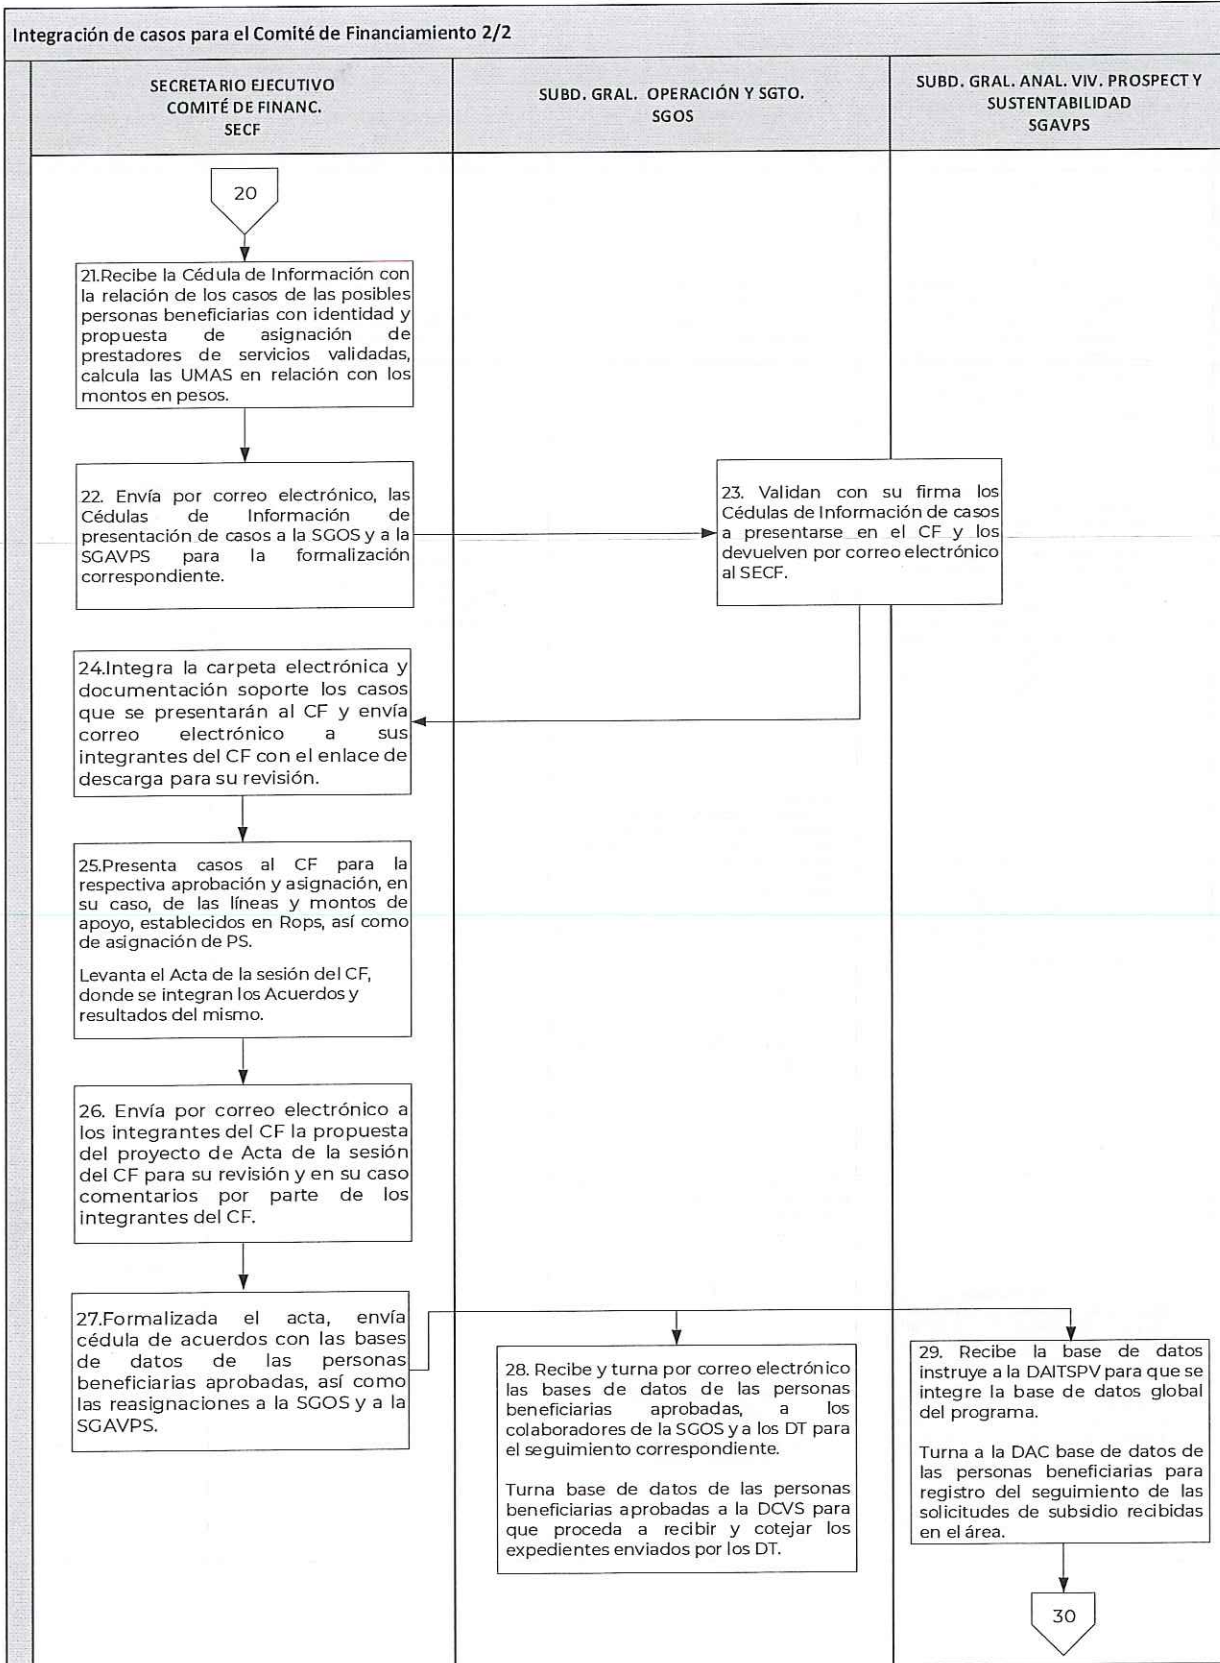 Integración de casos para el Comité de Financiamiento 2/2
SECRETARIO EJECUTIVO
COMITÉ DE FINANC.
SECF
SUBD. GRAL. OPERACIÓN Y SGTO.
SGOS
SUBD. GRAL. ANAL. VIV. PROSPECT Y
SUSTENTABILIDAD
SGAVPS
20
21.Recibe la Cédula de Información con
la relación de los casos de las posibles
personas beneficiarias con identidad y
propuesta de asignación de
prestadores de servicios validadas,
calcula las UMAS en relación con los
montos en pesos.
22. Envía por correo electrónico, las
Cédulas de Información de
presentación de casos a la SGOS y a la
SGAVPS para la formalización
correspondiente.
23. Validan con su firma los
Cédulas de Información de casos
a presentarse en el CF y los
devuelven por correo electrónico
al SECF.
24.Integra la carpeta electrónica y
documentación soporte los casos
que se presentarán al CF y envía
correo electrónico a sus
integrantes del CF con el enlace de
descarga para su revisión.
25.Presenta casos al CF para la
respectiva aprobación y asignación, en
su caso, de las líneas y montos de
apoyo, establecidos en Rops, así como
de asignación de PS.
Levanta el Acta de la sesión del CF,
donde se integran los Acuerdos y
resultados del mismo.
26. Envía por correo electrónico a
los integrantes del CF la propuesta
del proyecto de Acta de la sesión
del CF para su revisión y en su caso
comentarios por parte de los
integrantes del CF.
27.Formalizada el acta, envía
cédula de acuerdos con las bases
de datos de las personas
beneficiarias aprobadas, así como
las reasignaciones a la SGOS y a la
SGAVPS.
28. Recibe y turna por correo electrónico
las bases de datos de las personas
beneficiarias aprobadas, a los
colaboradores de la SGOS y a los DT para
el seguimiento correspondiente.
Turna base de datos de las personas
beneficiarias aprobadas a la DCVS para
que proceda a recibir y cotejar los
expedientes enviados por los DT.
29. Recibe la base de datos
instruye a la DAITSPV para que se
integre la base de datos global
del programa.
Turna a la DAC base de datos de
las personas beneficiarias para
registro del seguimiento de las
solicitudes de subsidio recibidas
en el área.
30